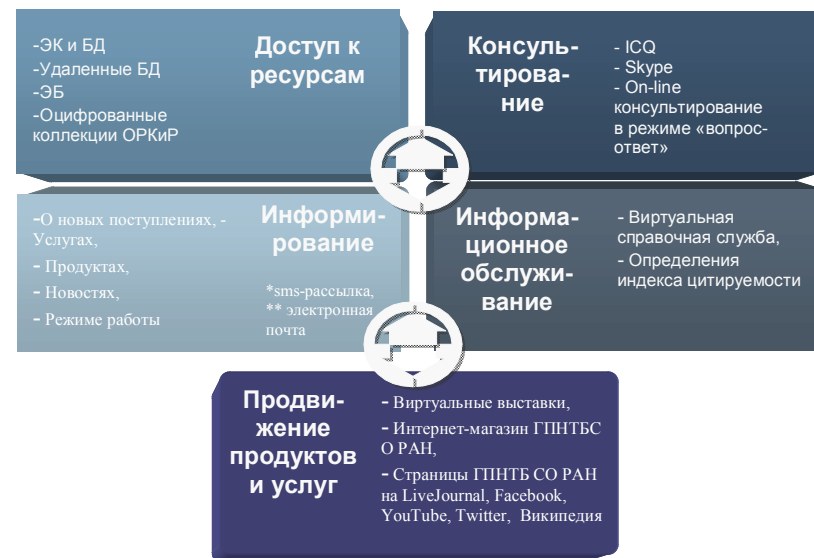 Доступ к
ресурсам
-ЭК и БД
-Удаленные БД
-ЭБ
-Оцифрованные
коллекции ОРКиР
Консуль-
тирова-
ние
- ICQ
- Skype
- On-line
консультирование
в режиме «вопрос-
ответ»
Информи-
рование
-О новых поступлениях, -
Услугах,
- Продуктах,
- Новостях,
- Режиме работы
*sms-рассылка,
** электронная
почта
Информа-
ционное
обслужи-
вание
- Виртуальная
справочная служба,
- Определения
индекса цитируемости
Продви-
жение
продуктов
и услуг
- Виртуальные выставки,
- Интернет-магазин ГПНТБС
О РАН,
- Страницы ГПНТБ СО РАН
на LiveJournal, Facebook,
YouTube, Twitter, Википедия